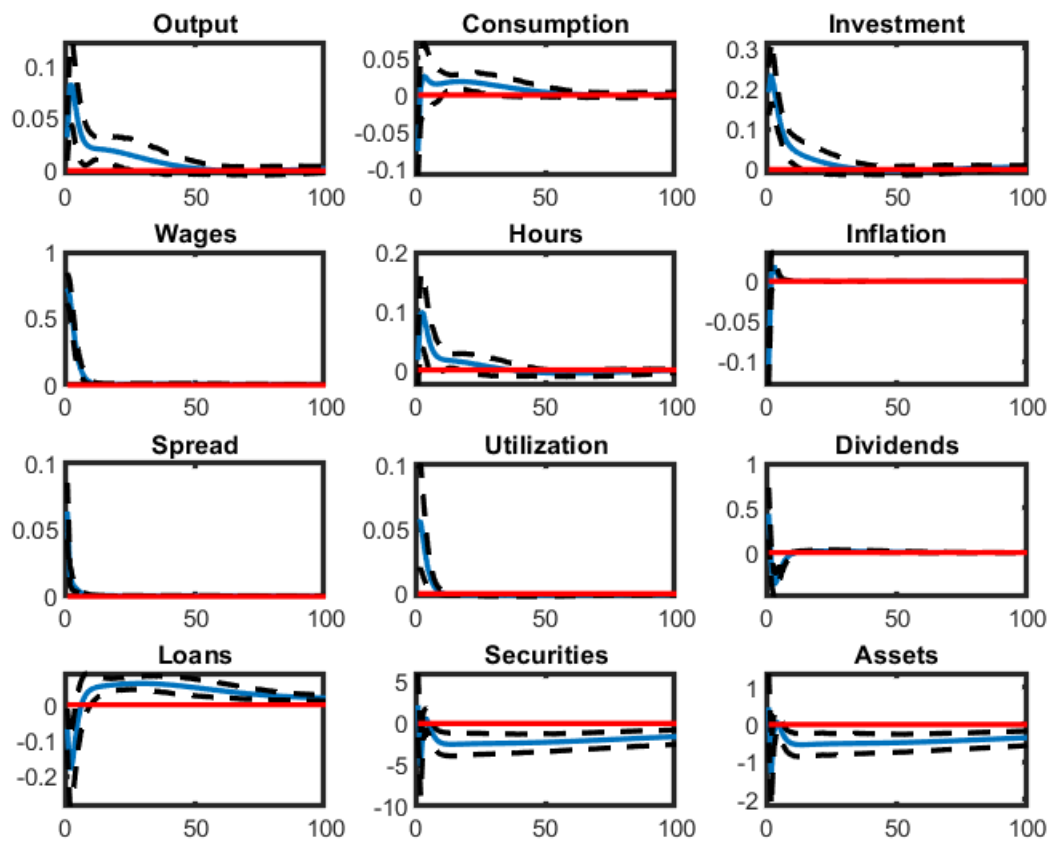 Output Consumption Investment
0.1 0.05 0 0 50 100
0.05 0 -0.05 -0.1 0 50 100
0.3 0.2 0.1 0 0 50 100
Wages Hours Inflation
1 0.5 0 0 50 100
0.2 0.1 0 0 50 100
0 -0.05 -0.1 0 50 100
Spread Utilization Dividends
0.1 0.05 0 0 50 100
0.1 0.05 0 0 50 100
1 0.5 0 0 50 100
Loans Securities Assets
0 -0.1 -0.2 0 50 100
5 0 -5 -10 0 50 100
1 0 -1 -2 0 50 100